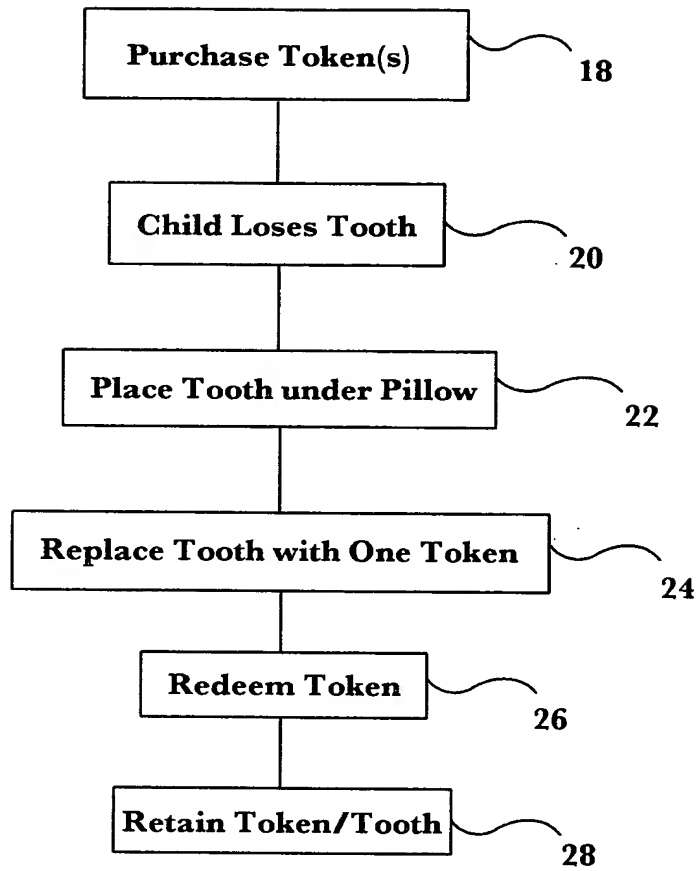 Purchase Token(s)
18
Child Loses Tooth
20
Place Tooth under Pillow
22
Replace Tooth with One Token
24
Redeem Token
26
Retain Token/Tooth
28